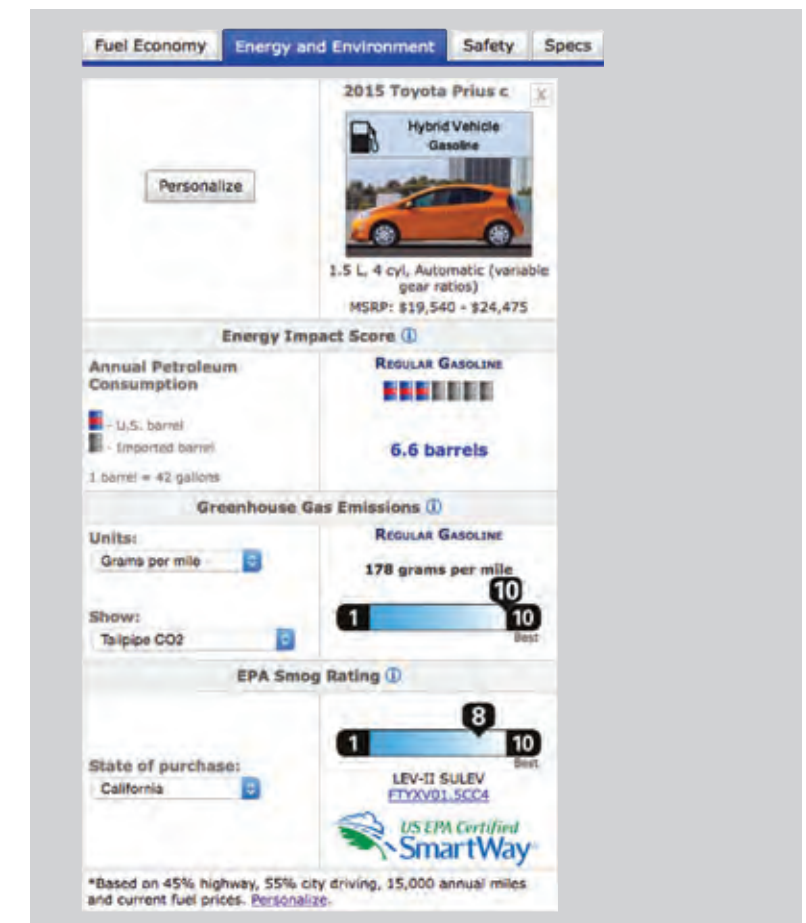 Fuel Economy Energy and Environment Safety Specs
2015 Toyota Prius c X
Hybrid Vehicle
Gasoline
Personalize
1.5 L, 4 cyl, Automatic (variable
gear ratios)
MSRP: $19,540 - $24,475
Energy Impact Score
Annual Petroleum
Consumption
REGULAR GASOLINE
- U.S. barrel
- Imported barrel
6.6 barrels
1 barrel = 42 gallons
Greenhouse Gas Emissions
Units:
Grams per mile
REGULAR GASOLINE
178 grams per mile
10
1 10
Best
Show:
Tailpipe CO2
EPA Smog Rating
8
1 10
Best
State of purchase:
California
LEV-II SULEV
FTYXV01.5CC4
US EPA Certified
SmartWay
*Based on 45% highway, 55% city driving, 15,000 annual miles
and current fuel prices. Personalize.